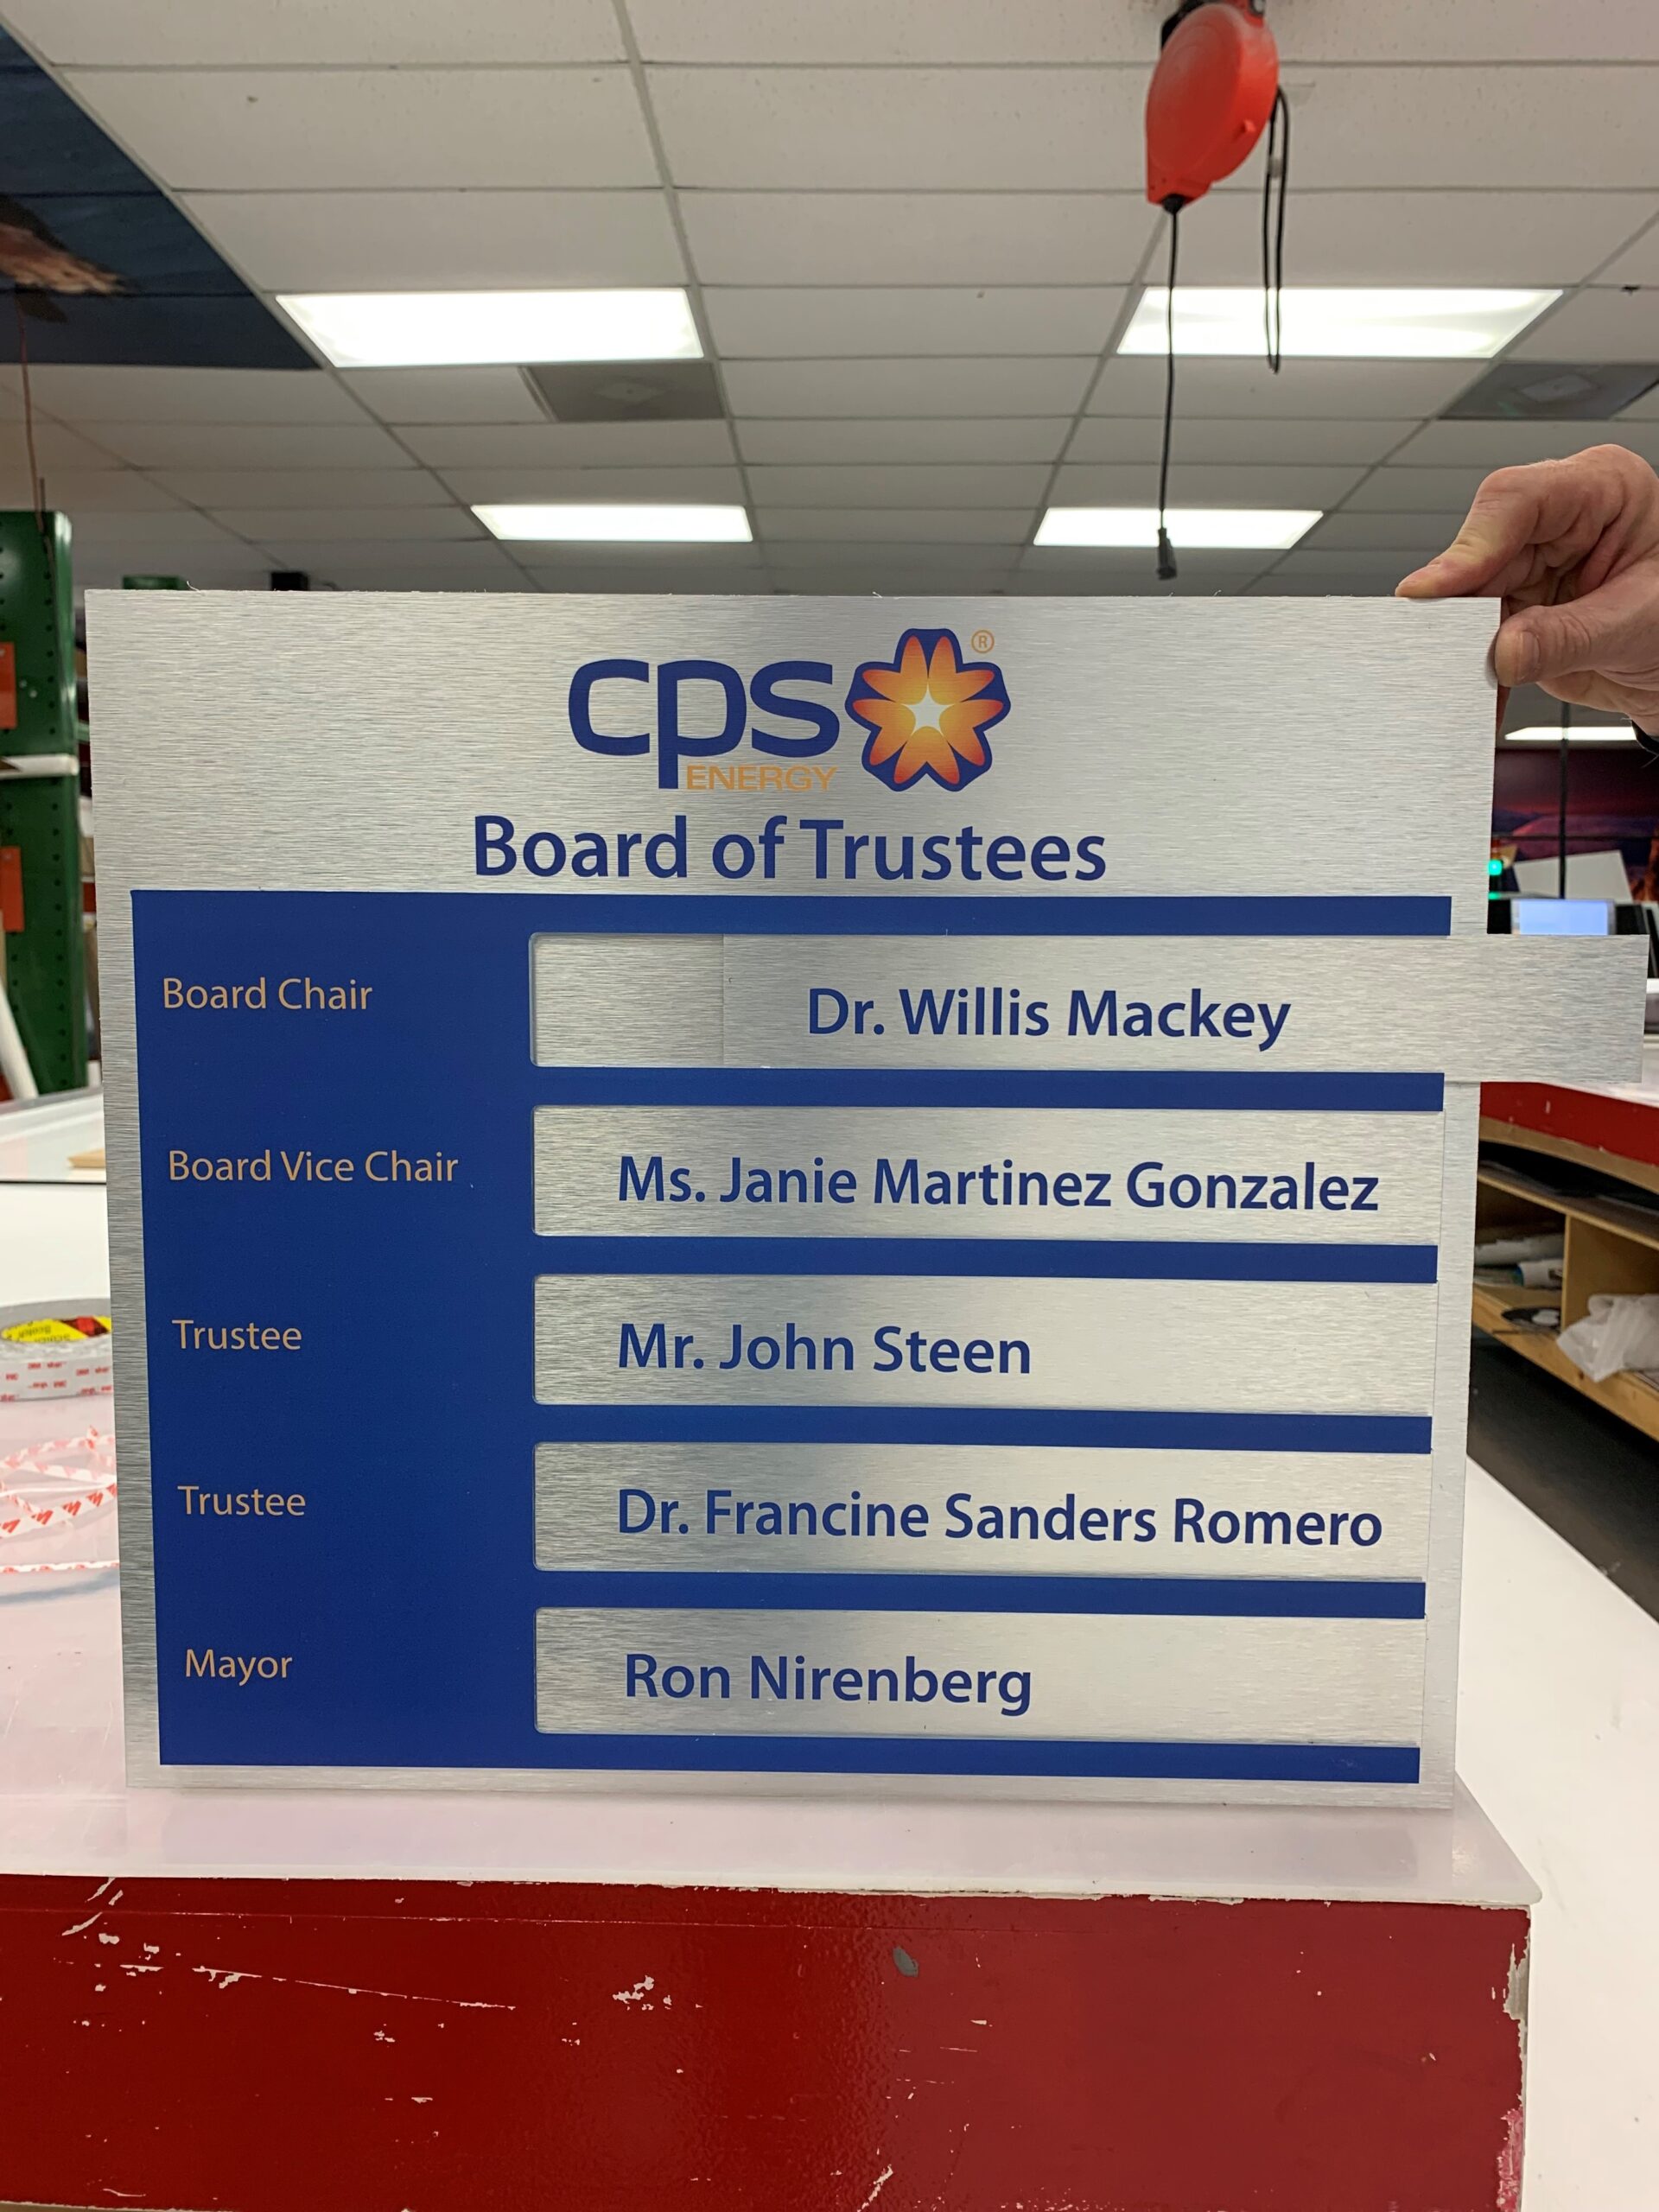 cps
ENERGY
®
Board of Trustees
Board Chair
Dr. Willis Mackey
Board Vice Chair
Ms. Janie Martinez Gonzalez
Trustee
Mr. John Steen
Trustee
Dr. Francine Sanders Romero
Mayor
Ron Nirenberg